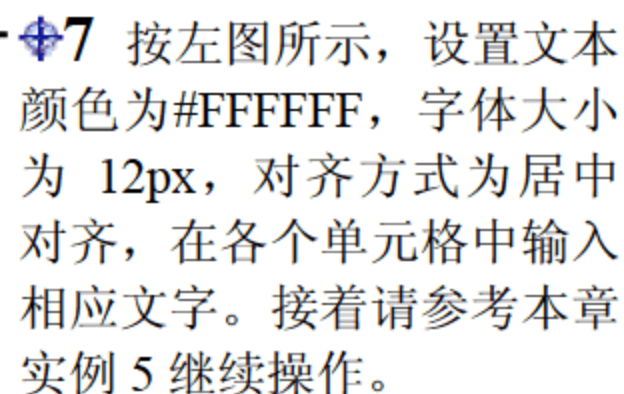 7 按左图所示，设置文本
颜色为#FFFFFF，字体大小
为 12px，对齐方式为居中
对齐，在各个单元格中输入
相应文字。接着请参考本章
实例 5 继续操作。